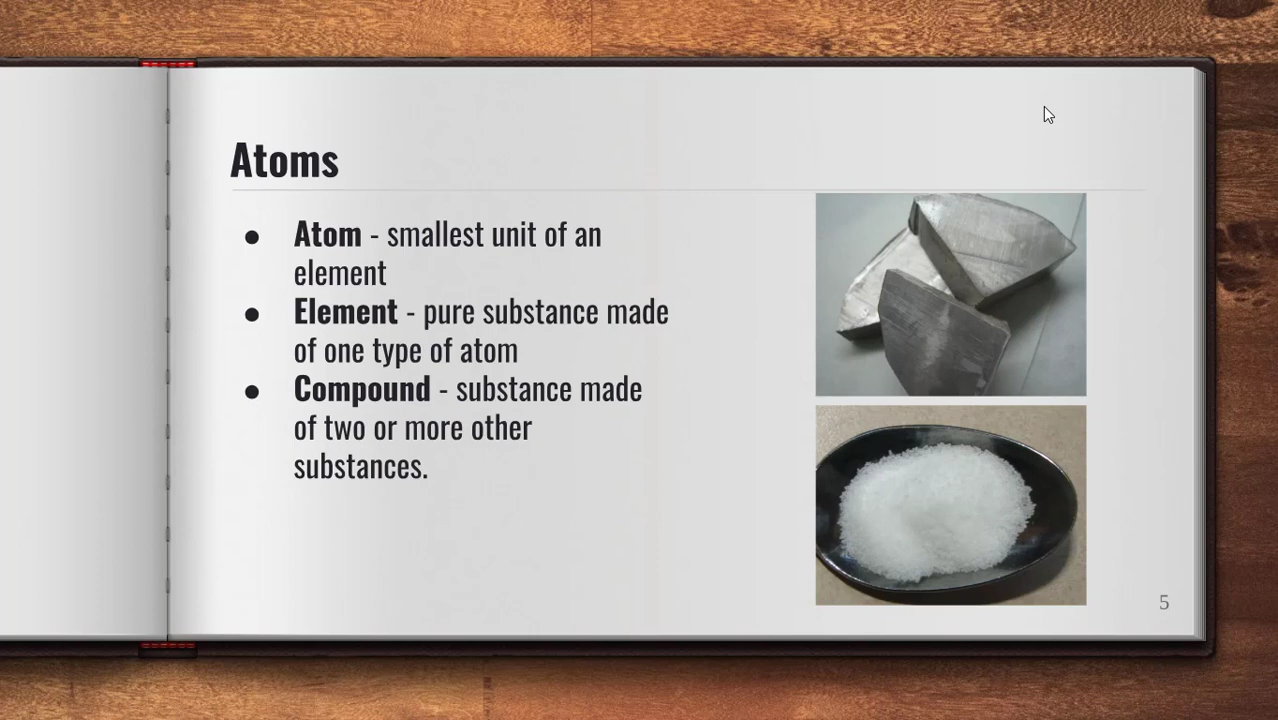 Atoms
● Atom - smallest unit of an
element
● Element - pure substance made
of one type of atom
● Compound - substance made
of two or more other
substances.
5